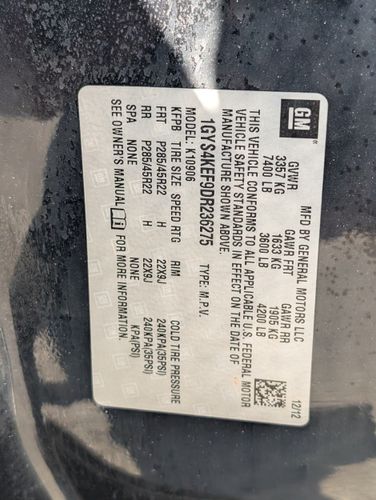 GM
MFD BY GENERAL MOTORS LLC 12/12
GVWR GAWR FRT GAWR RR
3357 KG 1633 KG 1905 KG
7400 LB 3600 LB 4200 LB
THIS VEHICLE CONFORMS TO ALL APPLICABLE U.S. FEDERAL MOTOR
VEHICLE SAFETY STANDARDS IN EFFECT ON THE DATE OF
MANUFACTURE SHOWN ABOVE.
1GYS4KEF9DR236275 TYPE: M.P.V.
MODEL: K10906
KFPB TIRE SIZE SPEED RTG RIM COLD TIRE PRESSURE
FRT P285/45R22 H 22X9J 240KPA(35PSI)
RR P285/45R22 H 22X9J 240KPA(35PSI)
SPA NONE NONE KPA(PSI)
SEE OWNER'S MANUAL i